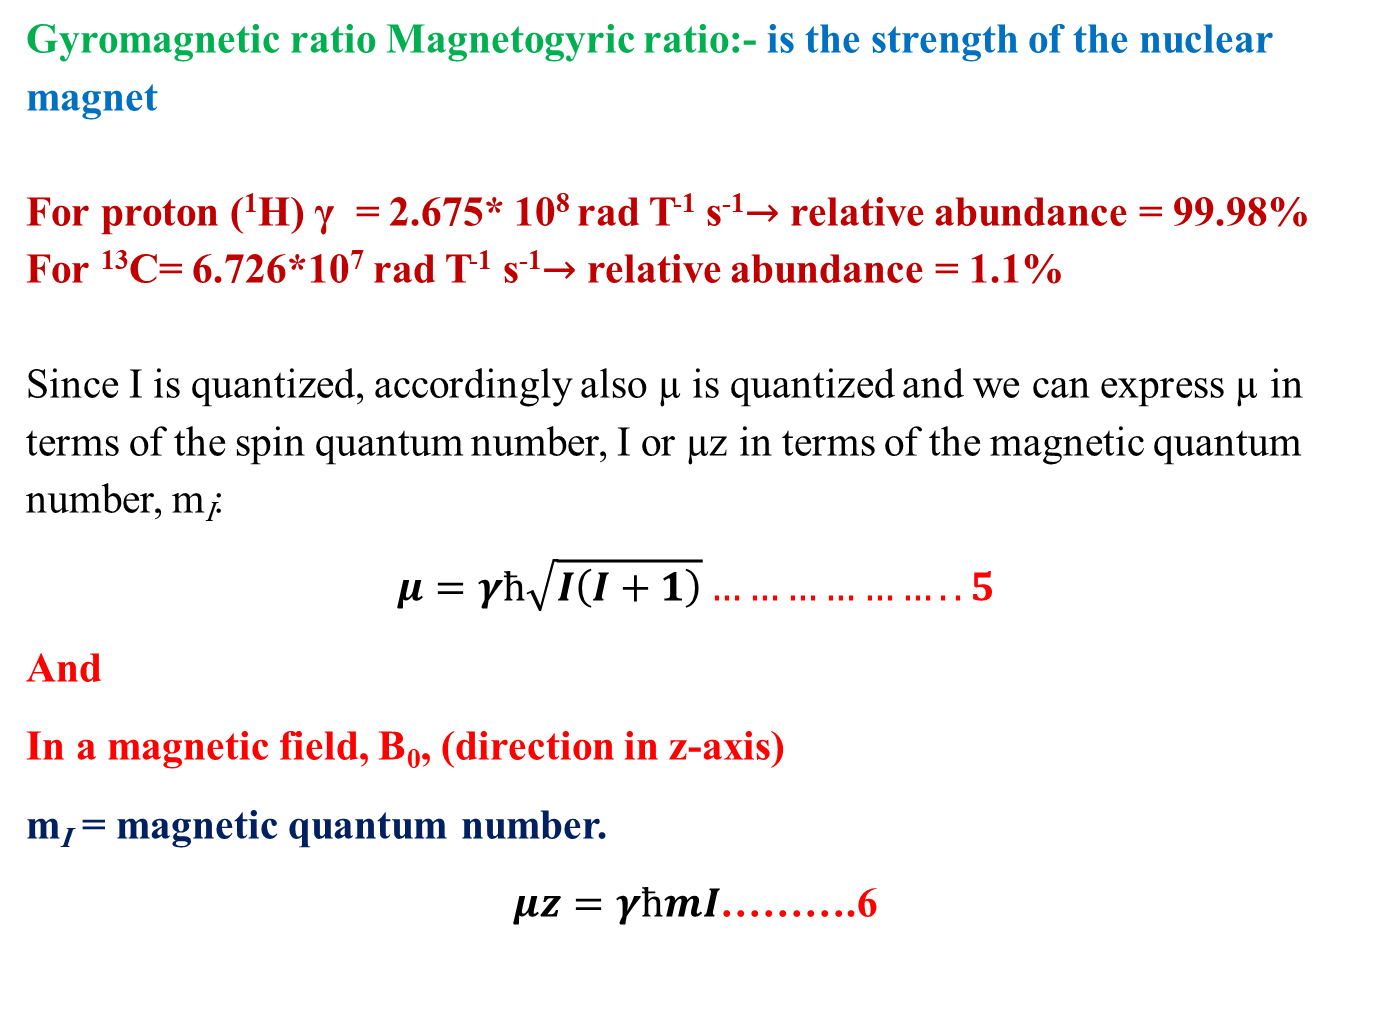 Gyromagnetic ratio Magnetogyric ratio:- is the strength of the nuclear
magnet
For proton (¹H) γ = 2.675* 10⁸ rad T⁻¹ s⁻¹→ relative abundance = 99.98%
For ¹³C= 6.726*10⁷ rad T⁻¹ s⁻¹→ relative abundance = 1.1%
Since I is quantized, accordingly also µ is quantized and we can express µ in
terms of the spin quantum number, I or µz in terms of the magnetic quantum
number, m_I:
μ = γħ√I(I + 1) … … … … … ….. . 5
And
In a magnetic field, B₀, (direction in z-axis)
m_I = magnetic quantum number.
μz = γħmI……….6